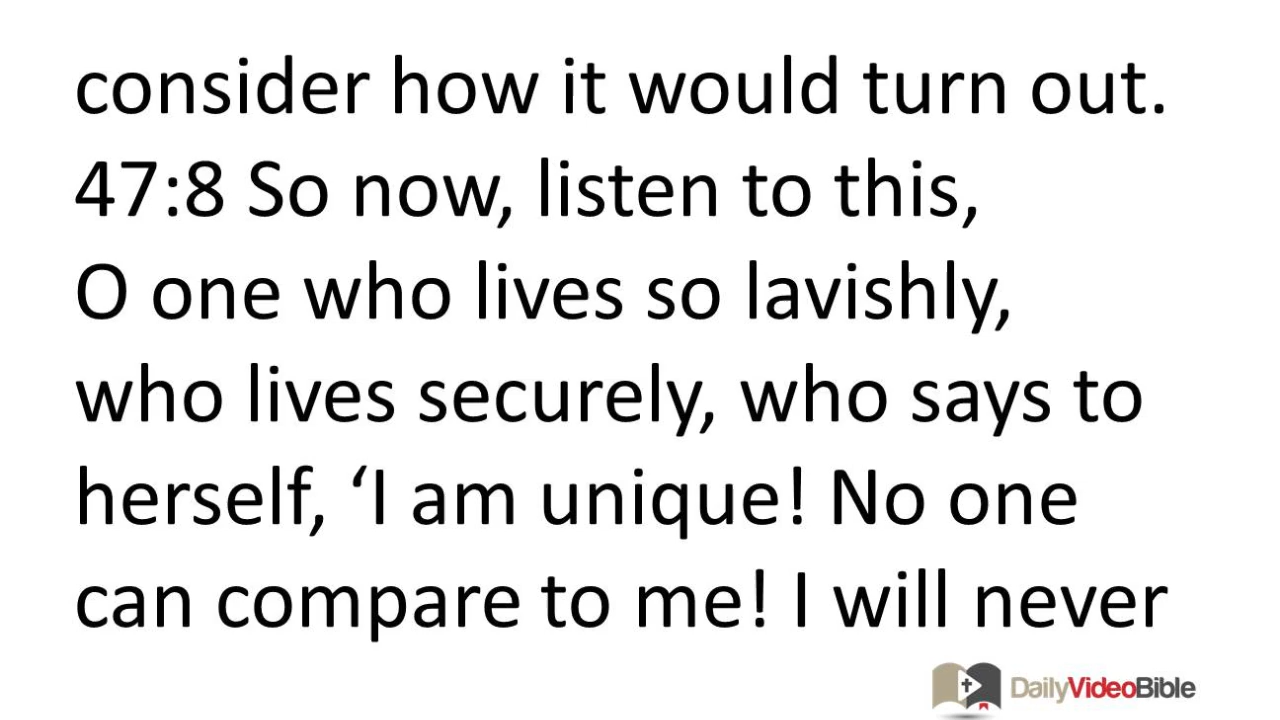 consider how it would turn out.
47:8 So now, listen to this,
O one who lives so lavishly,
who lives securely, who says to
herself, ‘I am unique! No one
can compare to me! I will never
DailyVideoBible